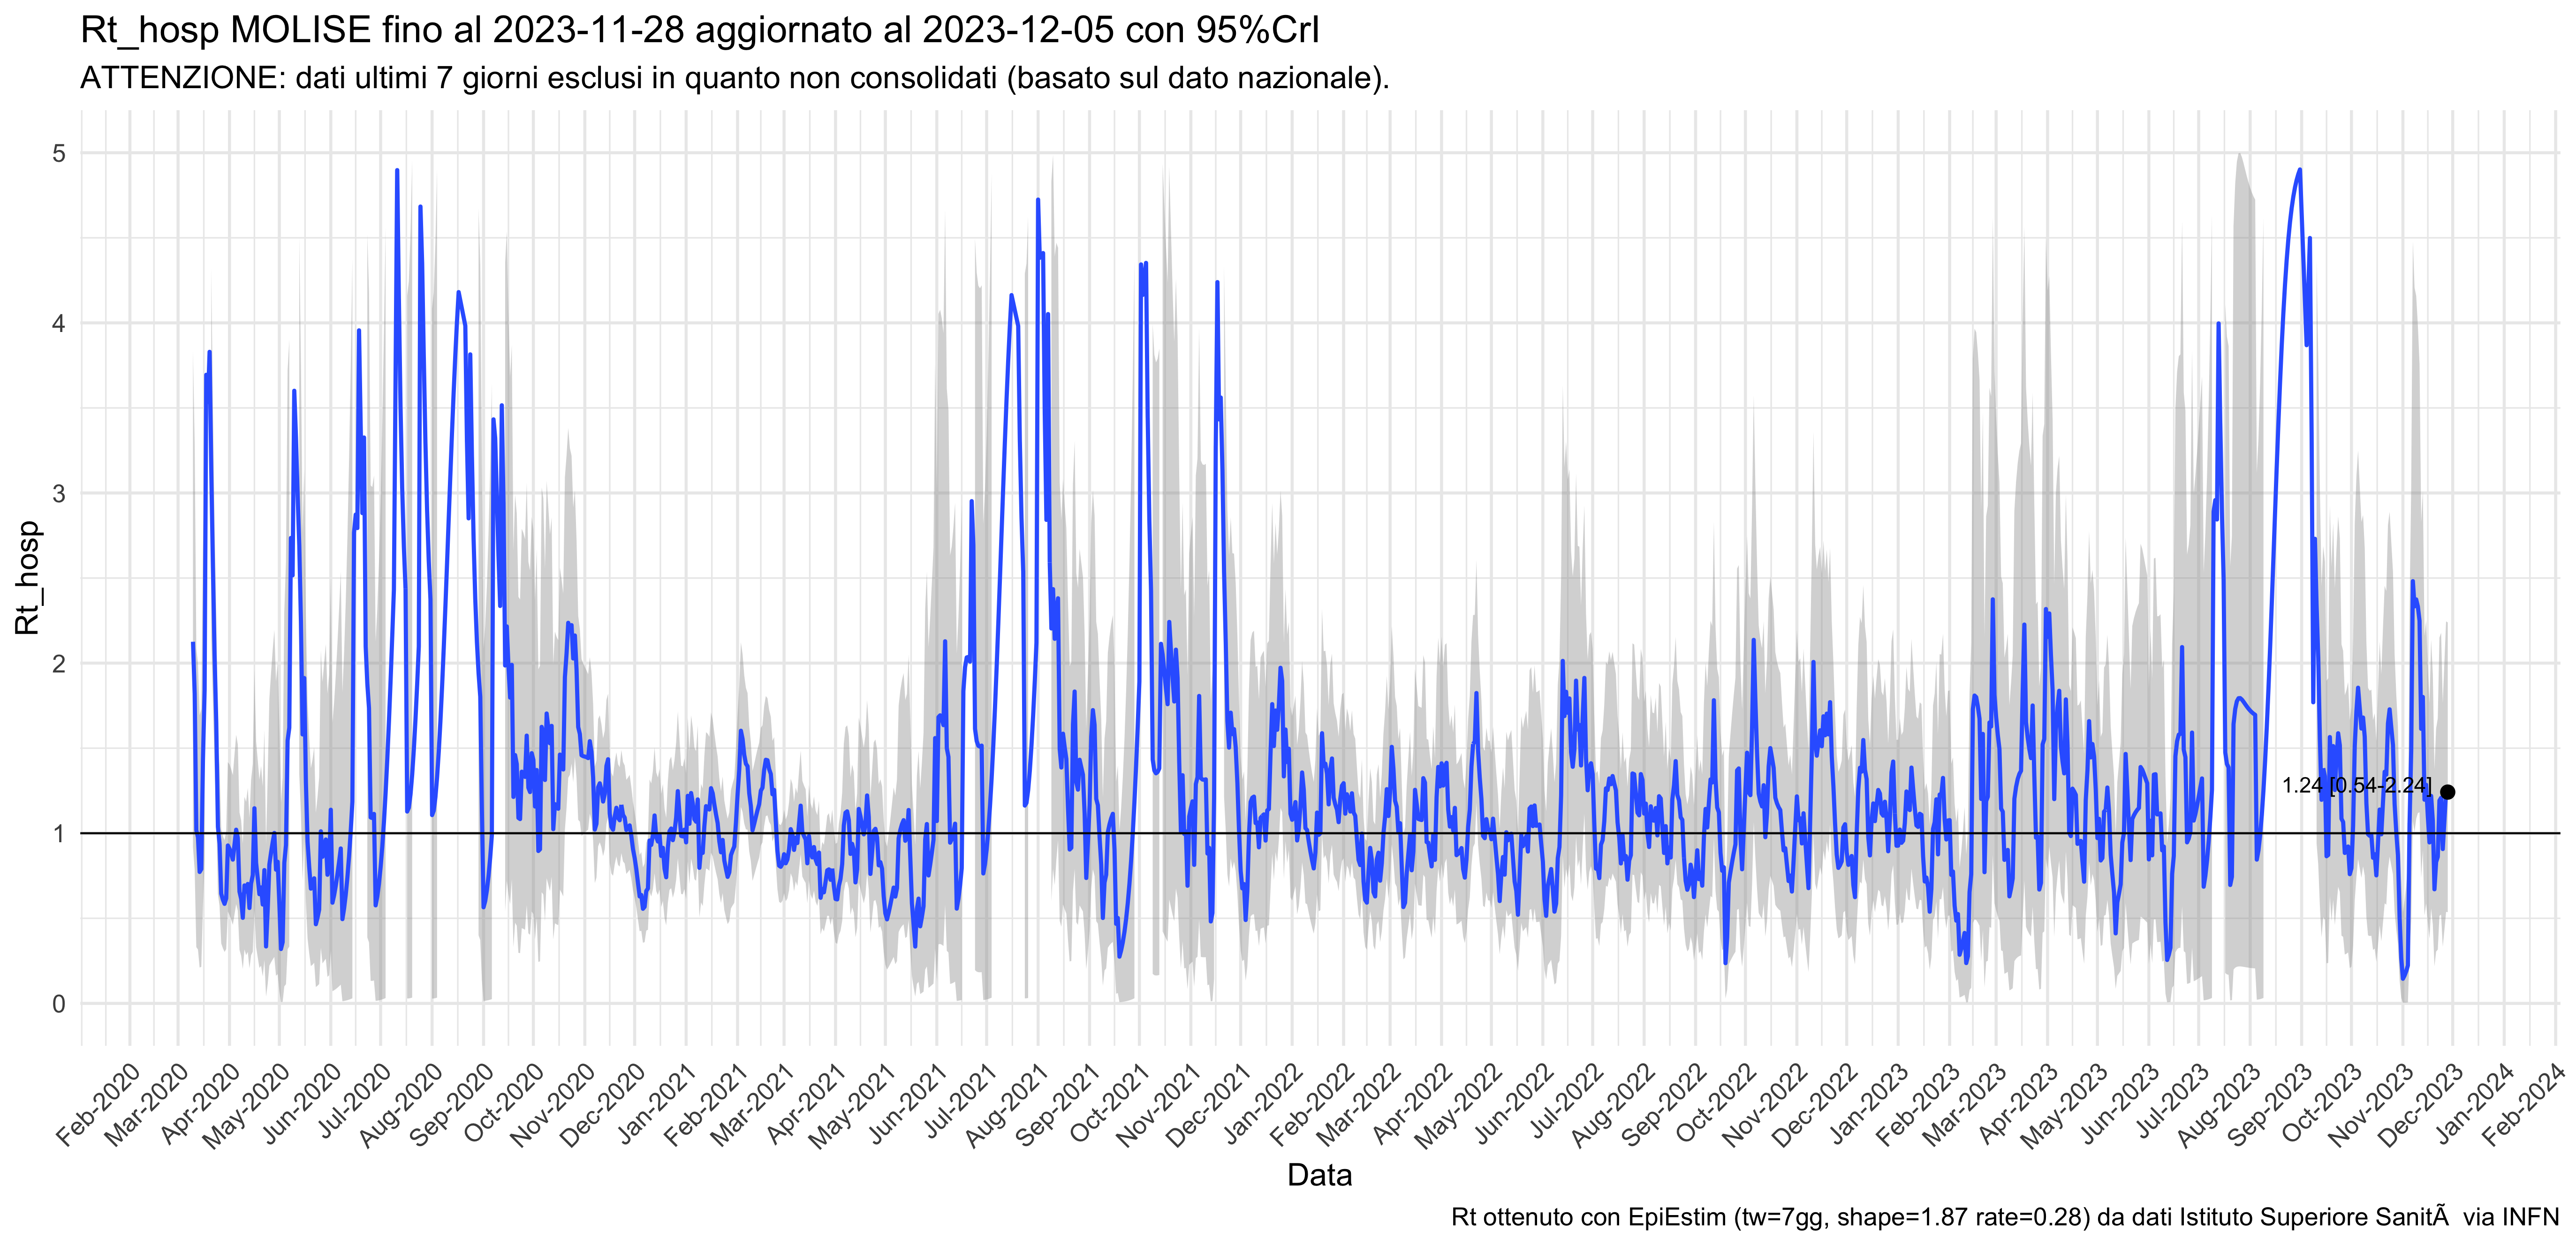 Rt_hosp MOLISE fino al 2023-11-28 aggiornato al 2023-12-05 con 95%CrI
ATTENZIONE: dati ultimi 7 giorni esclusi in quanto non consolidati (basato sul dato nazionale).
Rt_hosp
5
4
3
2
1
0
1.24 [0.54-2.24]
Feb-2020
Mar-2020
Apr-2020
May-2020
Jun-2020
Jul-2020
Aug-2020
Sep-2020
Oct-2020
Nov-2020
Dec-2020
Jan-2021
Feb-2021
Mar-2021
Apr-2021
May-2021
Jun-2021
Jul-2021
Aug-2021
Sep-2021
Oct-2021
Nov-2021
Dec-2021
Jan-2022
Feb-2022
Mar-2022
Apr-2022
May-2022
Jun-2022
Jul-2022
Aug-2022
Sep-2022
Oct-2022
Nov-2022
Dec-2022
Jan-2023
Feb-2023
Mar-2023
Apr-2023
May-2023
Jun-2023
Jul-2023
Aug-2023
Sep-2023
Oct-2023
Nov-2023
Dec-2023
Jan-2024
Feb-2024
Data
Rt ottenuto con EpiEstim (tw=7gg, shape=1.87 rate=0.28) da dati Istituto Superiore SanitÃ  via INFN